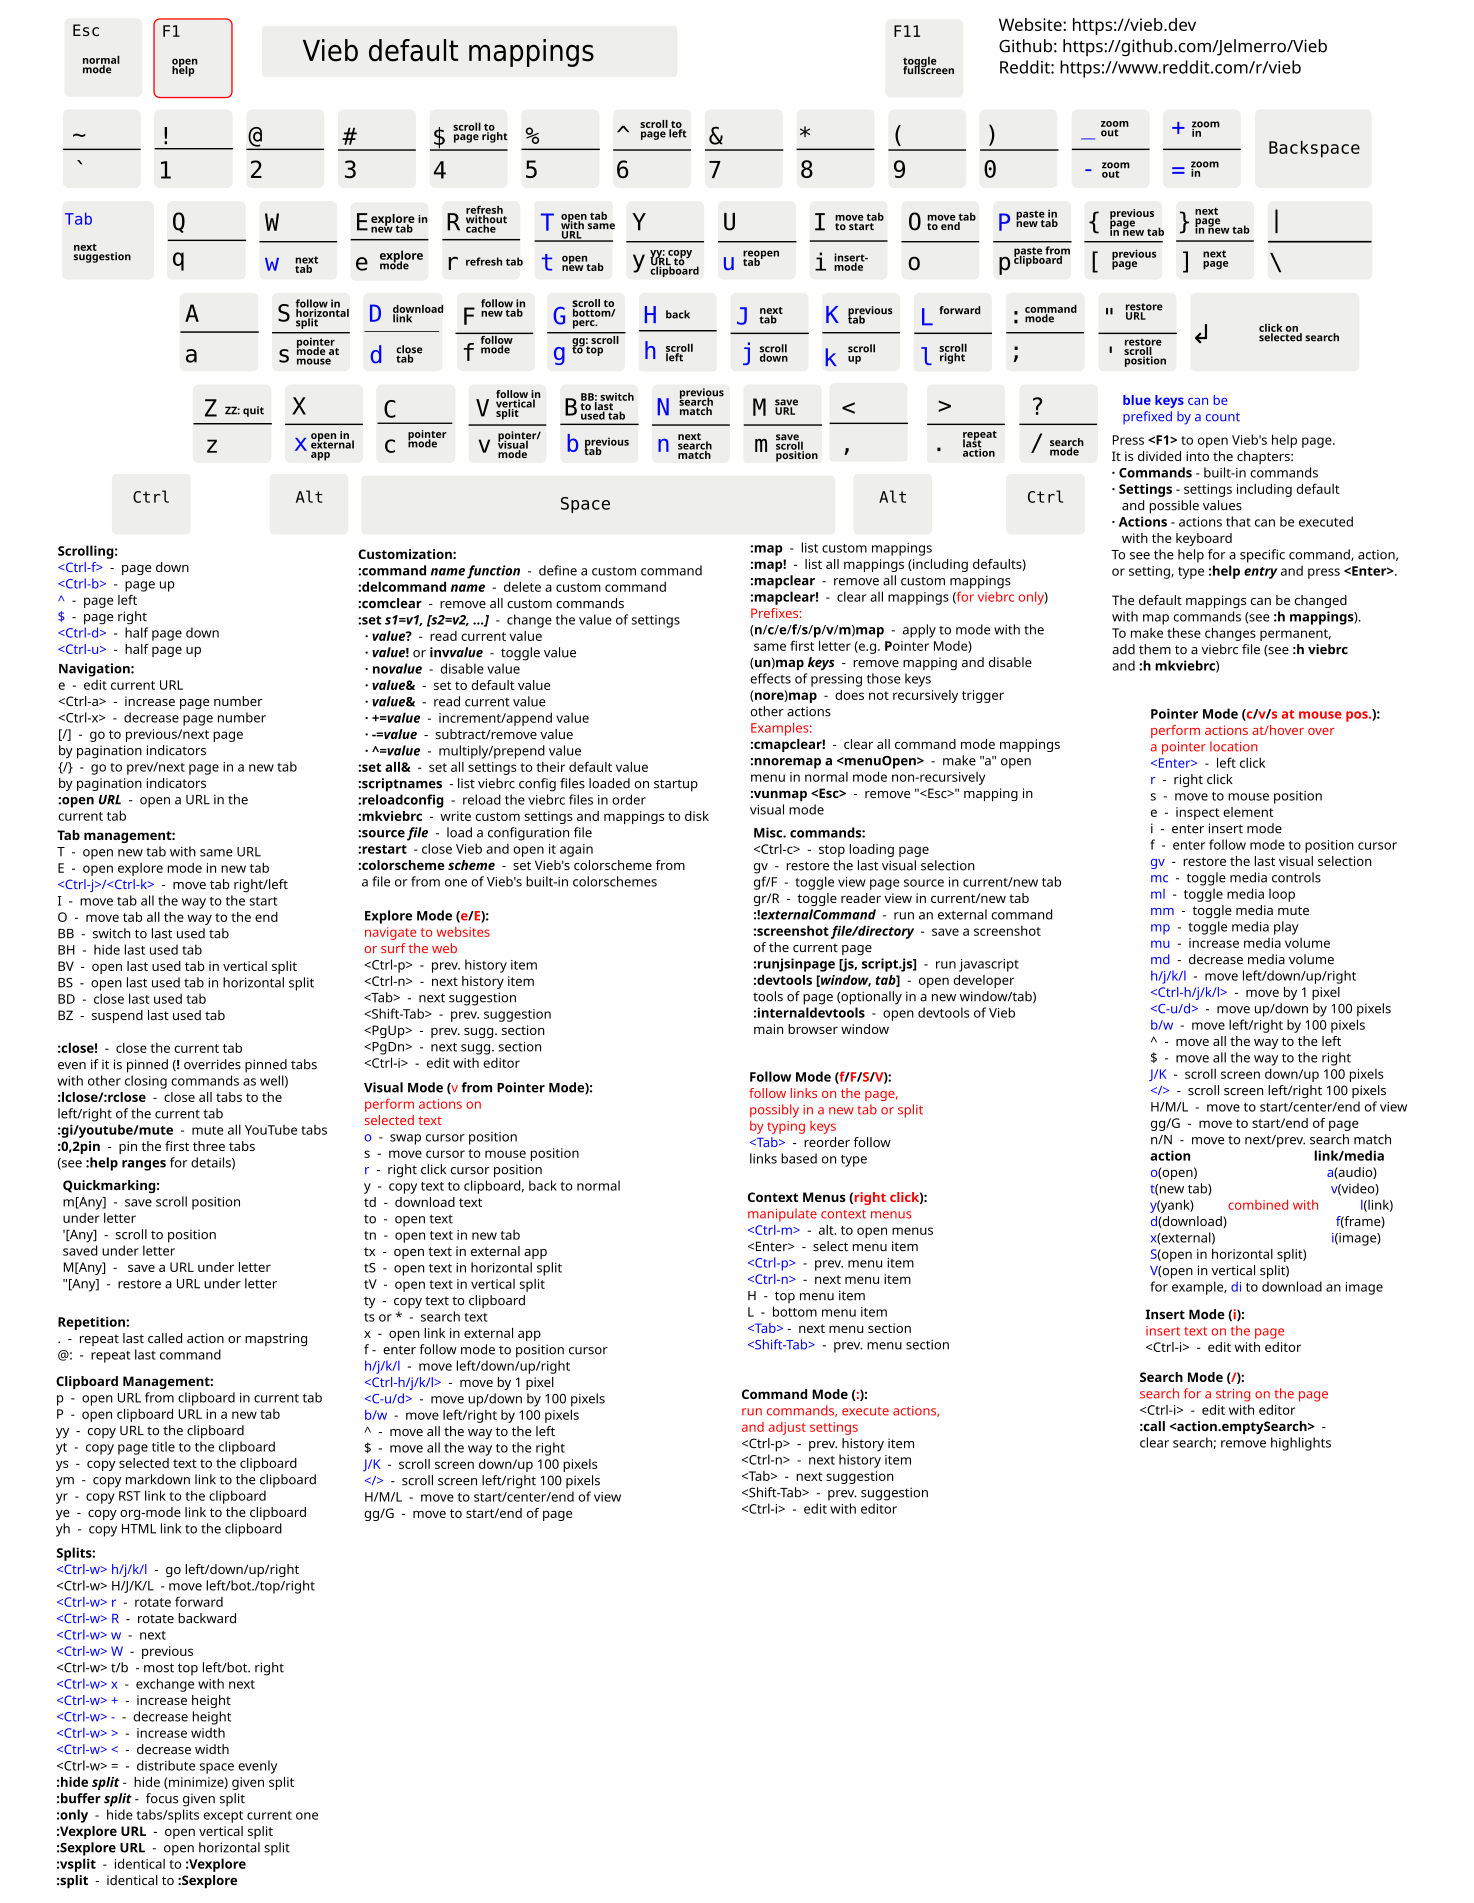 Esc
normal
mode
F1
open
help
Vieb default mappings
F11
toggle
fullscreen
Website: https://vieb.dev
Github: https://github.com/Jelmerro/Vieb
Reddit: https://www.reddit.com/r/vieb
~
`
!
1
@
2
#
3
$ scroll to
page right
4
%
5
^ scroll to
page left
6
&
7
*
8
(
9
)
0
_ zoom
out
- zoom
out
+ zoom
in
= zoom
in
Backspace
Tab
next
suggestion
Q
q
W
w next
tab
E explore in
new tab
e explore
mode
R refresh
without
cache
r refresh tab
T open tab
with same
URL
t open
new tab
Y
y yy: copy
URL to
clipboard
U
u reopen
tab
I move tab
to start
i insert-
mode
O move tab
to end
o
P paste in
new tab
p paste from
clipboard
{ previous
page
in new tab
[ previous
page
} next
page
in new tab
] next
page
|
\
A
a
S follow in
horizontal
split
s pointer
mode at
mouse
D download
link
d close
tab
F follow in
new tab
f follow
mode
G Scroll to
bottom/
perc.
g gg: scroll
to top
H back
h scroll
left
J next
tab
j scroll
down
K previous
tab
k scroll
up
L forward
l scroll
right
: command
mode
;
" restore
URL
' restore
scroll
position
↲ click on
selected search
Z ZZ: quit
z
X
x open in
external
app
C
c pointer
mode
V follow in
vertical
split
v pointer/
visual
mode
B BB: switch
to last
used tab
b previous
tab
N previous
search
match
n next
search
match
M save
URL
m save
scroll
position
<
,
>
. repeat
last
action
?
/ search
mode
Ctrl
Alt
Space
Alt
Ctrl
blue keys can be
prefixed by a count
Press <F1> to open Vieb's help page.
It is divided into the chapters:
· Commands - built-in commands
· Settings - settings including default
and possible values
· Actions - actions that can be executed
with the keyboard
To see the help for a specific command, action,
or setting, type :help entry and press <Enter>.
The default mappings can be changed
with map commands (see :h mappings).
To make these changes permanent,
add them to a viebrc file (see :h viebrc
and :h mkviebrc)
Scrolling:
<Ctrl-f> - page down
<Ctrl-b> - page up
^ - page left
$ - page right
<Ctrl-d> - half page down
<Ctrl-u> - half page up
Navigation:
e - edit current URL
<Ctrl-a> - increase page number
<Ctrl-x> - decrease page number
[/] - go to previous/next page
by pagination indicators
{/} - go to prev/next page in a new tab
by pagination indicators
:open URL - open a URL in the
current tab
Tab management:
T - open new tab with same URL
E - open explore mode in new tab
<Ctrl-j>/<Ctrl-k> - move tab right/left
I - move tab all the way to the start
O - move tab all the way to the end
BB - switch to last used tab
BH - hide last used tab
BV - open last used tab in vertical split
BS - open last used tab in horizontal split
BD - close last used tab
BZ - suspend last used tab
:close! - close the current tab
even if it is pinned (! overrides pinned tabs
with other closing commands as well)
:lclose/:rclose - close all tabs to the
left/right of the current tab
:gi/youtube/mute - mute all YouTube tabs
:0,2pin - pin the first three tabs
(see :help ranges for details)
Quickmarking:
m[Any] - save scroll position
under letter
'[Any] - scroll to position
saved under letter
M[Any] - save a URL under letter
"[Any] - restore a URL under letter
Repetition:
. - repeat last called action or mapstring
@: - repeat last command
Clipboard Management:
p - open URL from clipboard in current tab
P - open clipboard URL in a new tab
yy - copy URL to the clipboard
yt - copy page title to the clipboard
ys - copy selected text to the clipboard
ym - copy markdown link to the clipboard
yr - copy RST link to the clipboard
ye - copy org-mode link to the clipboard
yh - copy HTML link to the clipboard
Splits:
<Ctrl-w> h/j/k/l - go left/down/up/right
<Ctrl-w> H/J/K/L - move left/bot./top/right
<Ctrl-w> r - rotate forward
<Ctrl-w> R - rotate backward
<Ctrl-w> w - next
<Ctrl-w> W - previous
<Ctrl-w> t/b - most top left/bot. right
<Ctrl-w> x - exchange with next
<Ctrl-w> + - increase height
<Ctrl-w> - - decrease height
<Ctrl-w> > - increase width
<Ctrl-w> < - decrease width
<Ctrl-w> = - distribute space evenly
:hide split - hide (minimize) given split
:buffer split - focus given split
:only - hide tabs/splits except current one
:Vexplore URL - open vertical split
:Sexplore URL - open horizontal split
:vsplit - identical to :Vexplore
:split - identical to :Sexplore
Customization:
:command name function - define a custom command
:delcommand name - delete a custom command
:comclear - remove all custom commands
:set s1=v1, [s2=v2, ...] - change the value of settings
· value? - read current value
· value! or invvalue - toggle value
· novalue - disable value
· value& - set to default value
· value& - read current value
· +=value - increment/append value
· -=value - subtract/remove value
· ^=value - multiply/prepend value
:set all& - set all settings to their default value
:scriptnames - list viebrc config files loaded on startup
:reloadconfig - reload the viebrc files in order
:mkviebrc - write custom settings and mappings to disk
:source file - load a configuration file
:restart - close Vieb and open it again
:colorscheme scheme - set Vieb's colorscheme from
a file or from one of Vieb's built-in colorschemes
Explore Mode (e/E):
navigate to websites
or surf the web
<Ctrl-p> - prev. history item
<Ctrl-n> - next history item
<Tab> - next suggestion
<Shift-Tab> - prev. suggestion
<PgUp> - prev. sugg. section
<PgDn> - next sugg. section
<Ctrl-i> - edit with editor
Visual Mode (v from Pointer Mode):
perform actions on
selected text
o - swap cursor position
s - move cursor to mouse position
r - right click cursor position
y - copy text to clipboard, back to normal
td - download text
to - open text
tn - open text in new tab
tx - open text in external app
tS - open text in horizontal split
tV - open text in vertical split
ty - copy text to clipboard
ts or * - search text
x - open link in external app
f - enter follow mode to position cursor
h/j/k/l - move left/down/up/right
<Ctrl-h/j/k/l> - move by 1 pixel
<C-u/d> - move up/down by 100 pixels
b/w - move left/right by 100 pixels
^ - move all the way to the left
$ - move all the way to the right
J/K - scroll screen down/up 100 pixels
</> - scroll screen left/right 100 pixels
H/M/L - move to start/center/end of view
gg/G - move to start/end of page
:map - list custom mappings
:map! - list all mappings (including defaults)
:mapclear - remove all custom mappings
:mapclear! - clear all mappings (for viebrc only)
Prefixes:
(n/c/e/f/s/p/v/m)map - apply to mode with the
same first letter (e.g. Pointer Mode)
(un)map keys - remove mapping and disable
effects of pressing those keys
(nore)map - does not recursively trigger
other actions
Examples:
:cmapclear! - clear all command mode mappings
:nnoremap a <menuOpen> - make "a" open
menu in normal mode non-recursively
:vunmap <Esc> - remove "<Esc>" mapping in
visual mode
Misc. commands:
<Ctrl-c> - stop loading page
gv - restore the last visual selection
gf/F - toggle view page source in current/new tab
gr/R - toggle reader view in current/new tab
:!externalCommand - run an external command
:screenshot file/directory - save a screenshot
of the current page
:runjsinpage [js, script.js] - run javascript
:devtools [window, tab] - open developer
tools of page (optionally in a new window/tab)
:internaldevtools - open devtools of Vieb
main browser window
Follow Mode (f/F/S/V):
follow links on the page,
possibly in a new tab or split
by typing keys
<Tab> - reorder follow
links based on type
Context Menus (right click):
manipulate context menus
<Ctrl-m> - alt. to open menus
<Enter> - select menu item
<Ctrl-p> - prev. menu item
<Ctrl-n> - next menu item
H - top menu item
L - bottom menu item
<Tab> - next menu section
<Shift-Tab> - prev. menu section
Command Mode (:):
run commands, execute actions,
and adjust settings
<Ctrl-p> - prev. history item
<Ctrl-n> - next history item
<Tab> - next suggestion
<Shift-Tab> - prev. suggestion
<Ctrl-i> - edit with editor
Pointer Mode (c/v/s at mouse pos.):
perform actions at/hover over
a pointer location
<Enter> - left click
r - right click
s - move to mouse position
e - inspect element
i - enter insert mode
f - enter follow mode to position cursor
gv - restore the last visual selection
mc - toggle media controls
ml - toggle media loop
mm - toggle media mute
mp - toggle media play
mu - increase media volume
md - decrease media volume
h/j/k/l - move left/down/up/right
<Ctrl-h/j/k/l> - move by 1 pixel
<C-u/d> - move up/down by 100 pixels
b/w - move left/right by 100 pixels
^ - move all the way to the left
$ - move all the way to the right
J/K - scroll screen down/up 100 pixels
</> - scroll screen left/right 100 pixels
H/M/L - move to start/center/end of view
gg/G - move to start/end of page
n/N - move to next/prev. search match
action link/media
o(open) a(audio)
t(new tab) v(video)
y(yank) combined with l(link)
d(download) f(frame)
x(external) i(image)
S(open in horizontal split)
V(open in vertical split)
for example, di to download an image
Insert Mode (i):
insert text on the page
<Ctrl-i> - edit with editor
Search Mode (/):
search for a string on the page
<Ctrl-i> - edit with editor
:call <action.emptySearch> -
clear search; remove highlights